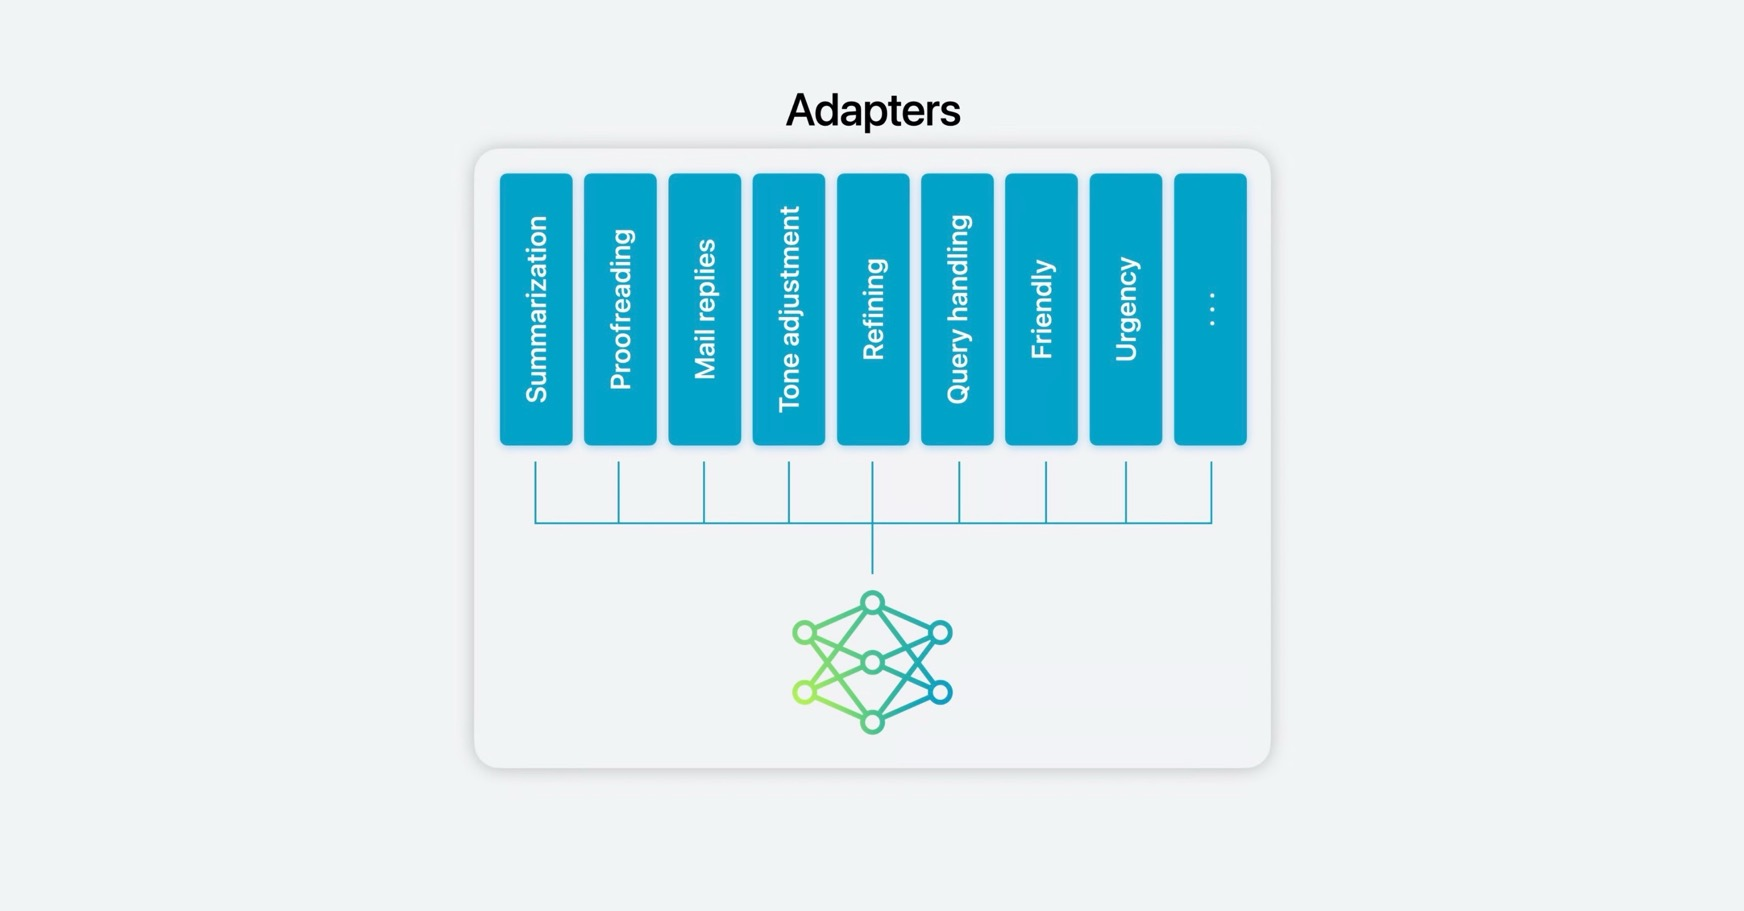 Adapters
Summarization
Proofreading
Mail replies
Tone adjustment
Refining
Query handling
Friendly
Urgency
...